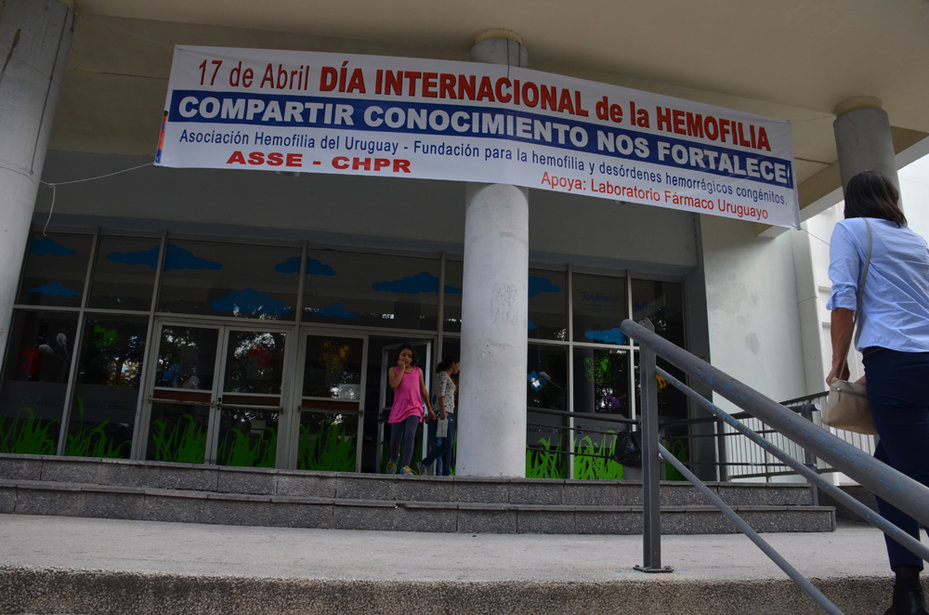 17 de Abril DÍA INTERNACIONAL de la HEMOFILIA
COMPARTIR CONOCIMIENTO NOS FORTALECE
Asociación Hemofilia del Uruguay - Fundación para la hemofilia y desórdenes hemorrágicos congénitos.
ASSE - CHPR
Apoya: Laboratorio Fármaco Uruguayo